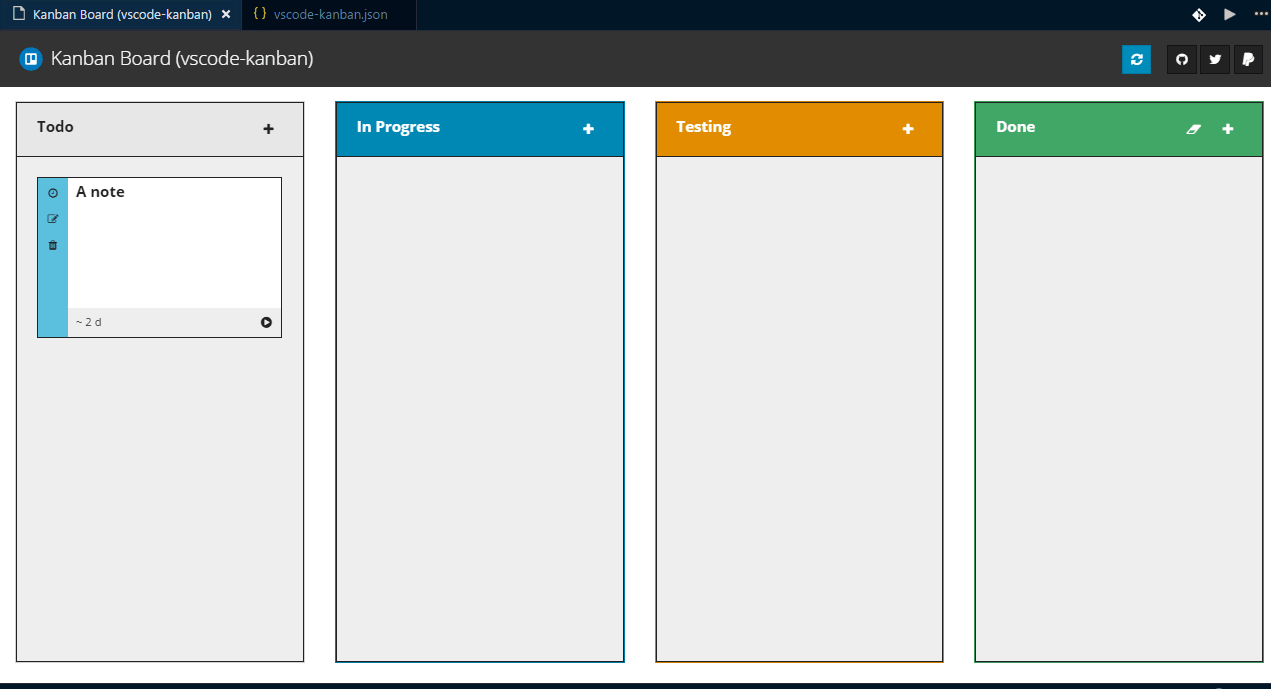 Kanban Board (vscode-kanban)
{ } vscode-kanban.json
Kanban Board (vscode-kanban)
Todo
In Progress
Testing
Done
A note
~ 2 d